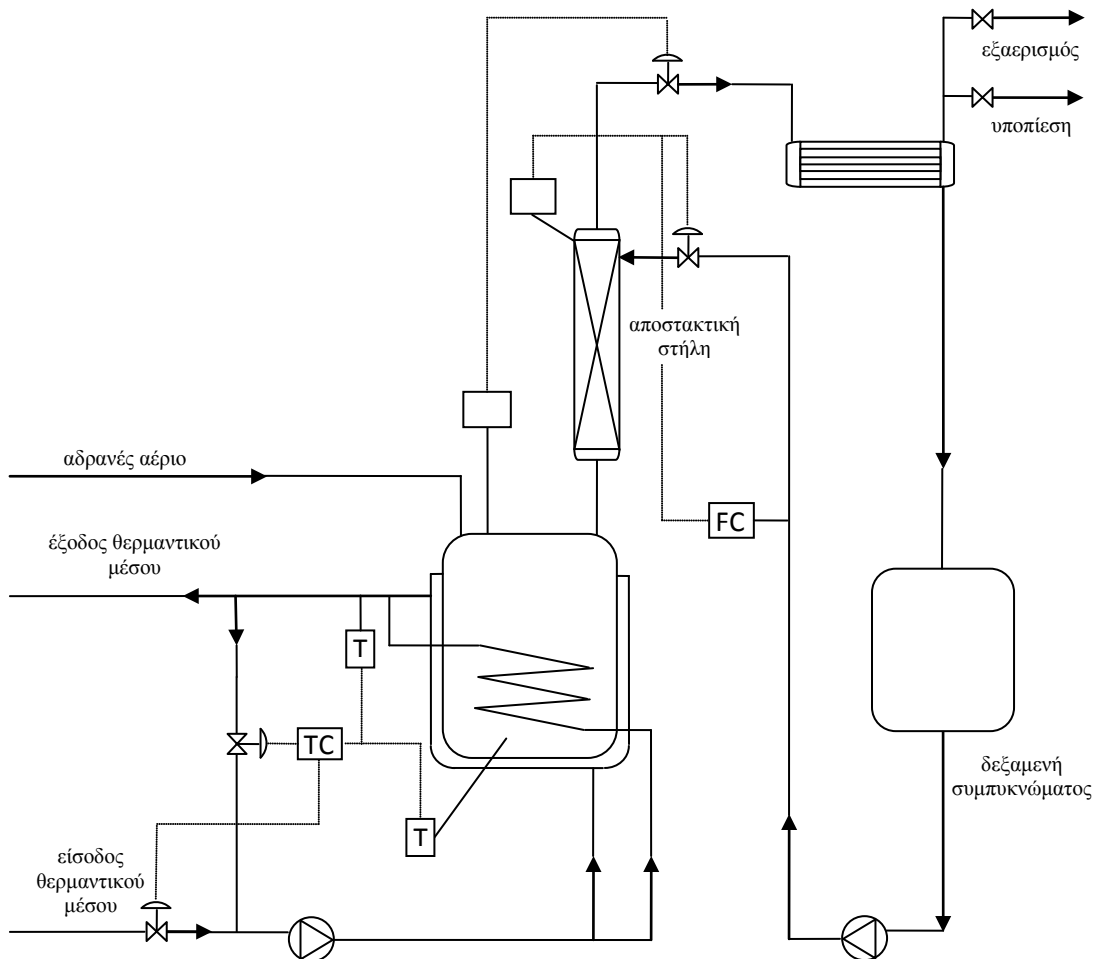 εξαερισμός
υποπίεση
αποστακτική
στήλη
αδρανές αέριο
FC
έξοδος θερμαντικού
μέσου
T
TC
δεξαμενή
συμπυκνώματος
T
είσοδος
θερμαντικού
μέσου